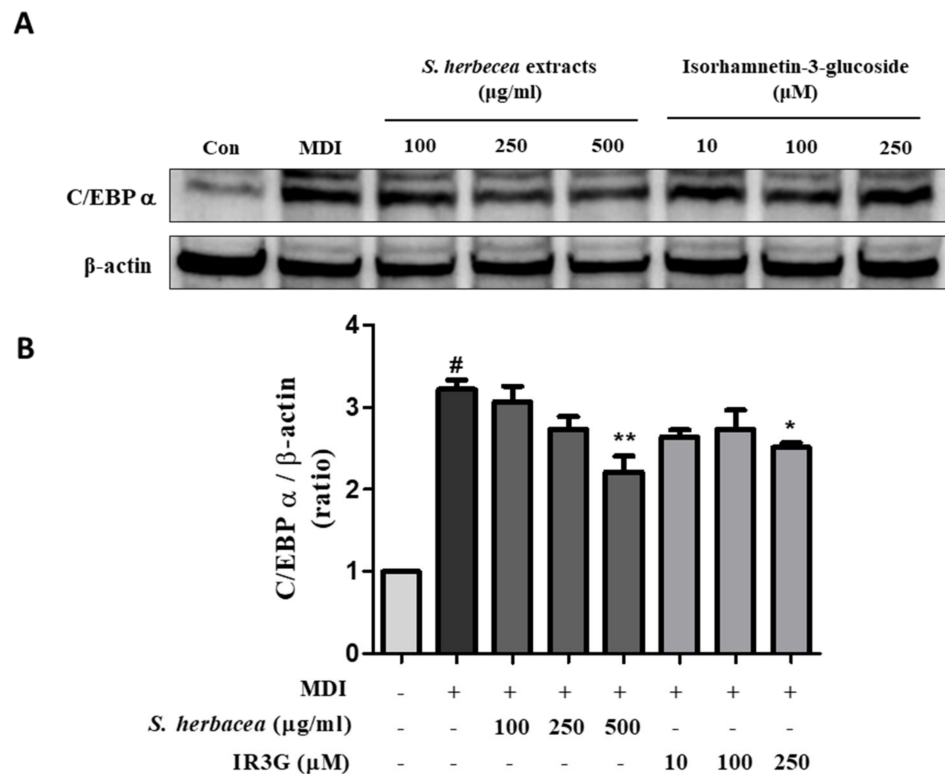 A
S. herbecea extracts Isorhamnetin-3-glucoside
(µg/ml) (µM)
Con MDI 100 250 500 10 100 250
C/EBP α
β-actin
B
C/EBP α / β-actin
(ratio)
4
3
2
1
0
#
**
*
MDI - + + + + + + +
S. herbacea (µg/ml) - - 100 250 500 - - -
IR3G (µM) - - - - - 10 100 250